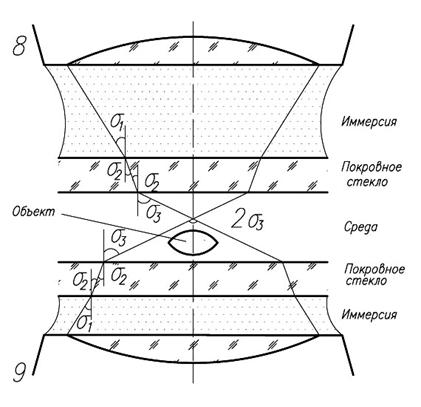 8
σ1
Иммерсия
σ2
σ2
Покровное
стекло
σ3
Объект
2σ3
Среда
σ3
Покровное
стекло
σ2
σ2
σ1
Иммерсия
9